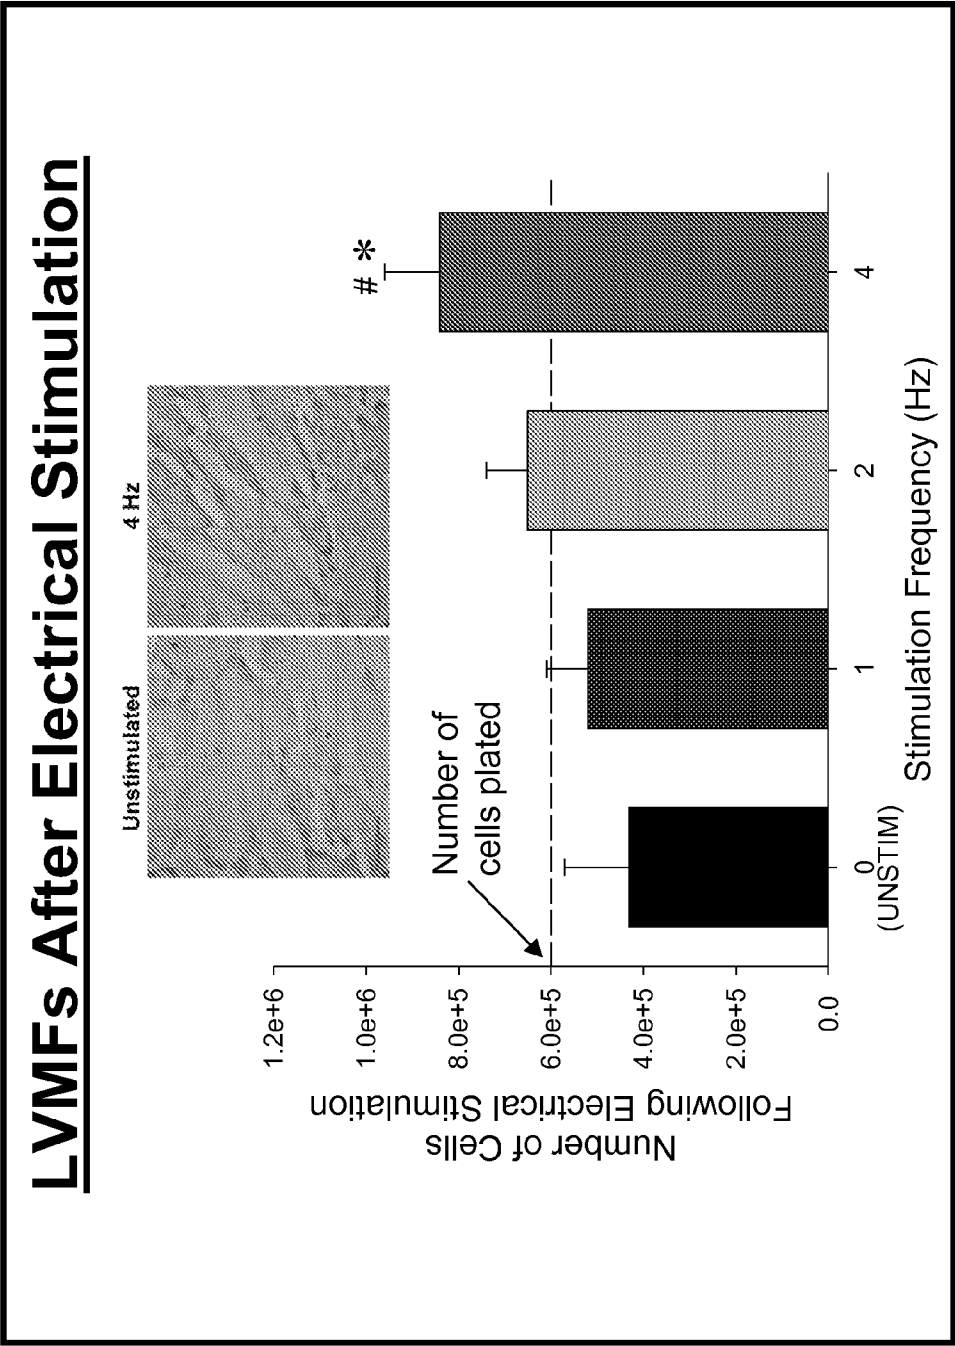 LVMFs After Electrical Stimulation
Unstimulated
4 Hz
Number of Cells
Following Electrical Stimulation
1.2e+6
1.0e+6
8.0e+5
6.0e+5
4.0e+5
2.0e+5
0.0
Number of
cells plated
# *
0
(UNSTIM)
1
2
4
Stimulation Frequency (Hz)